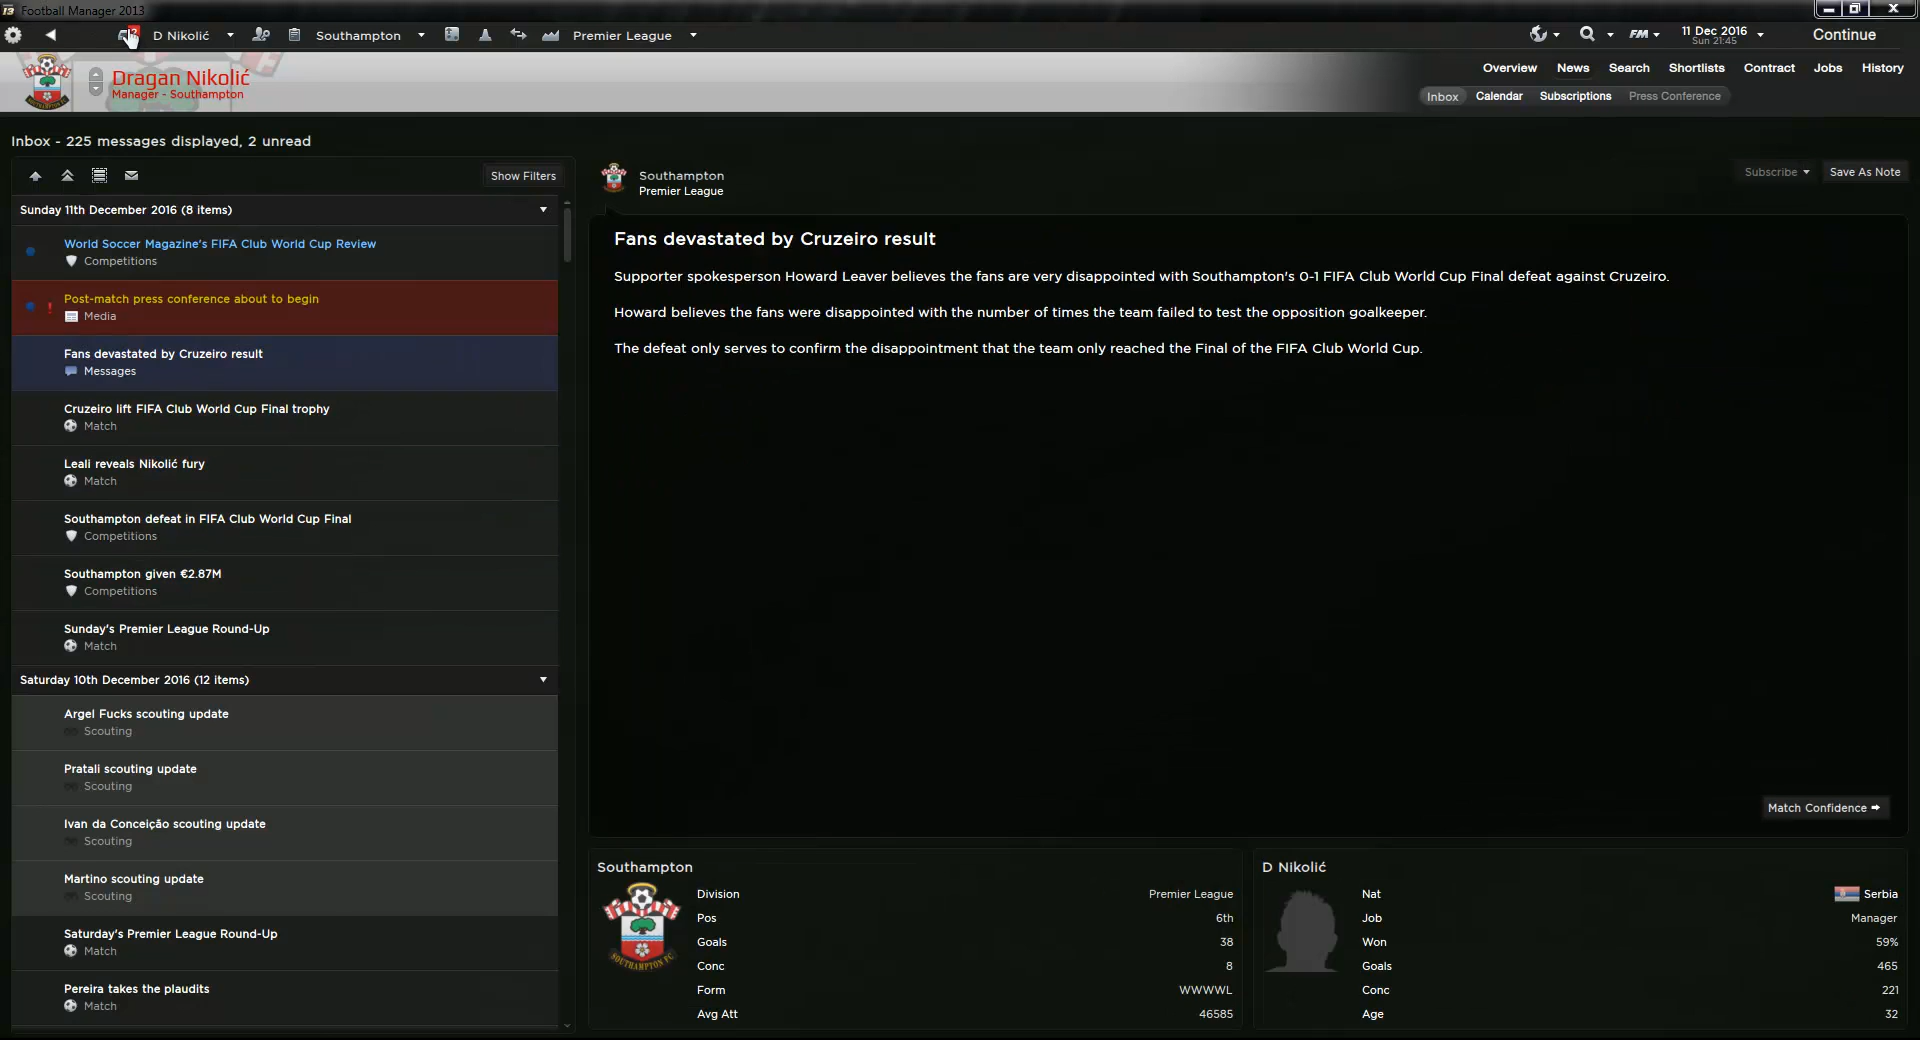 Football Manager 2013
2 D Nikolić Southampton Premier League FM 11 Dec 2016 Continue
Sun 21:45
Dragan Nikolić
Manager - Southampton
Overview News Search Shortlists Contract Jobs History
Inbox Calendar Subscriptions Press Conference
Inbox - 225 messages displayed, 2 unread
Show Filters
Sunday 11th December 2016 (8 items)
World Soccer Magazine's FIFA Club World Cup Review
Competitions
Post-match press conference about to begin
Media
Fans devastated by Cruzeiro result
Messages
Cruzeiro lift FIFA Club World Cup Final trophy
Match
Leali reveals Nikolić fury
Match
Southampton defeat in FIFA Club World Cup Final
Competitions
Southampton given €2.87M
Competitions
Sunday's Premier League Round-Up
Match
Saturday 10th December 2016 (12 items)
Argel Fucks scouting update
Scouting
Pratali scouting update
Scouting
Ivan da Conceição scouting update
Scouting
Martino scouting update
Scouting
Saturday's Premier League Round-Up
Match
Pereira takes the plaudits
Match
Southampton
Premier League
Subscribe Save As Note
Fans devastated by Cruzeiro result
Supporter spokesperson Howard Leaver believes the fans are very disappointed with Southampton's 0-1 FIFA Club World Cup Final defeat against Cruzeiro.
Howard believes the fans were disappointed with the number of times the team failed to test the opposition goalkeeper.
The defeat only serves to confirm the disappointment that the team only reached the Final of the FIFA Club World Cup.
Match Confidence
Southampton
Division Premier League
Pos 6th
Goals 38
Conc 8
Form WWWWL
Avg Att 46585
SOUTHAMPTON FC
D Nikolić
Nat Serbia
Job Manager
Won 59%
Goals 465
Conc 221
Age 32